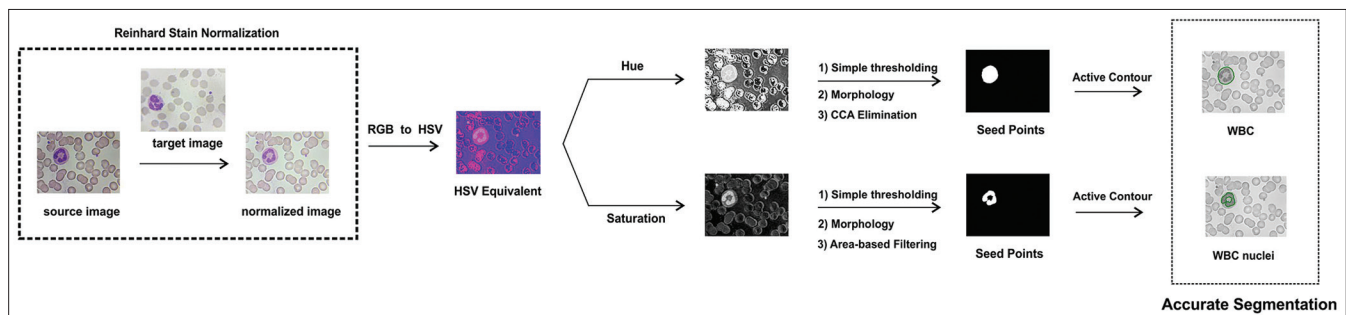 Reinhard Stain Normalization
target image
source image
normalized image
RGB to HSV
HSV Equivalent
Hue
1) Simple thresholding
2) Morphology
3) CCA Elimination
Seed Points
Active Contour
WBC
Saturation
1) Simple thresholding
2) Morphology
3) Area-based Filtering
Seed Points
Active Contour
WBC nuclei
Accurate Segmentation